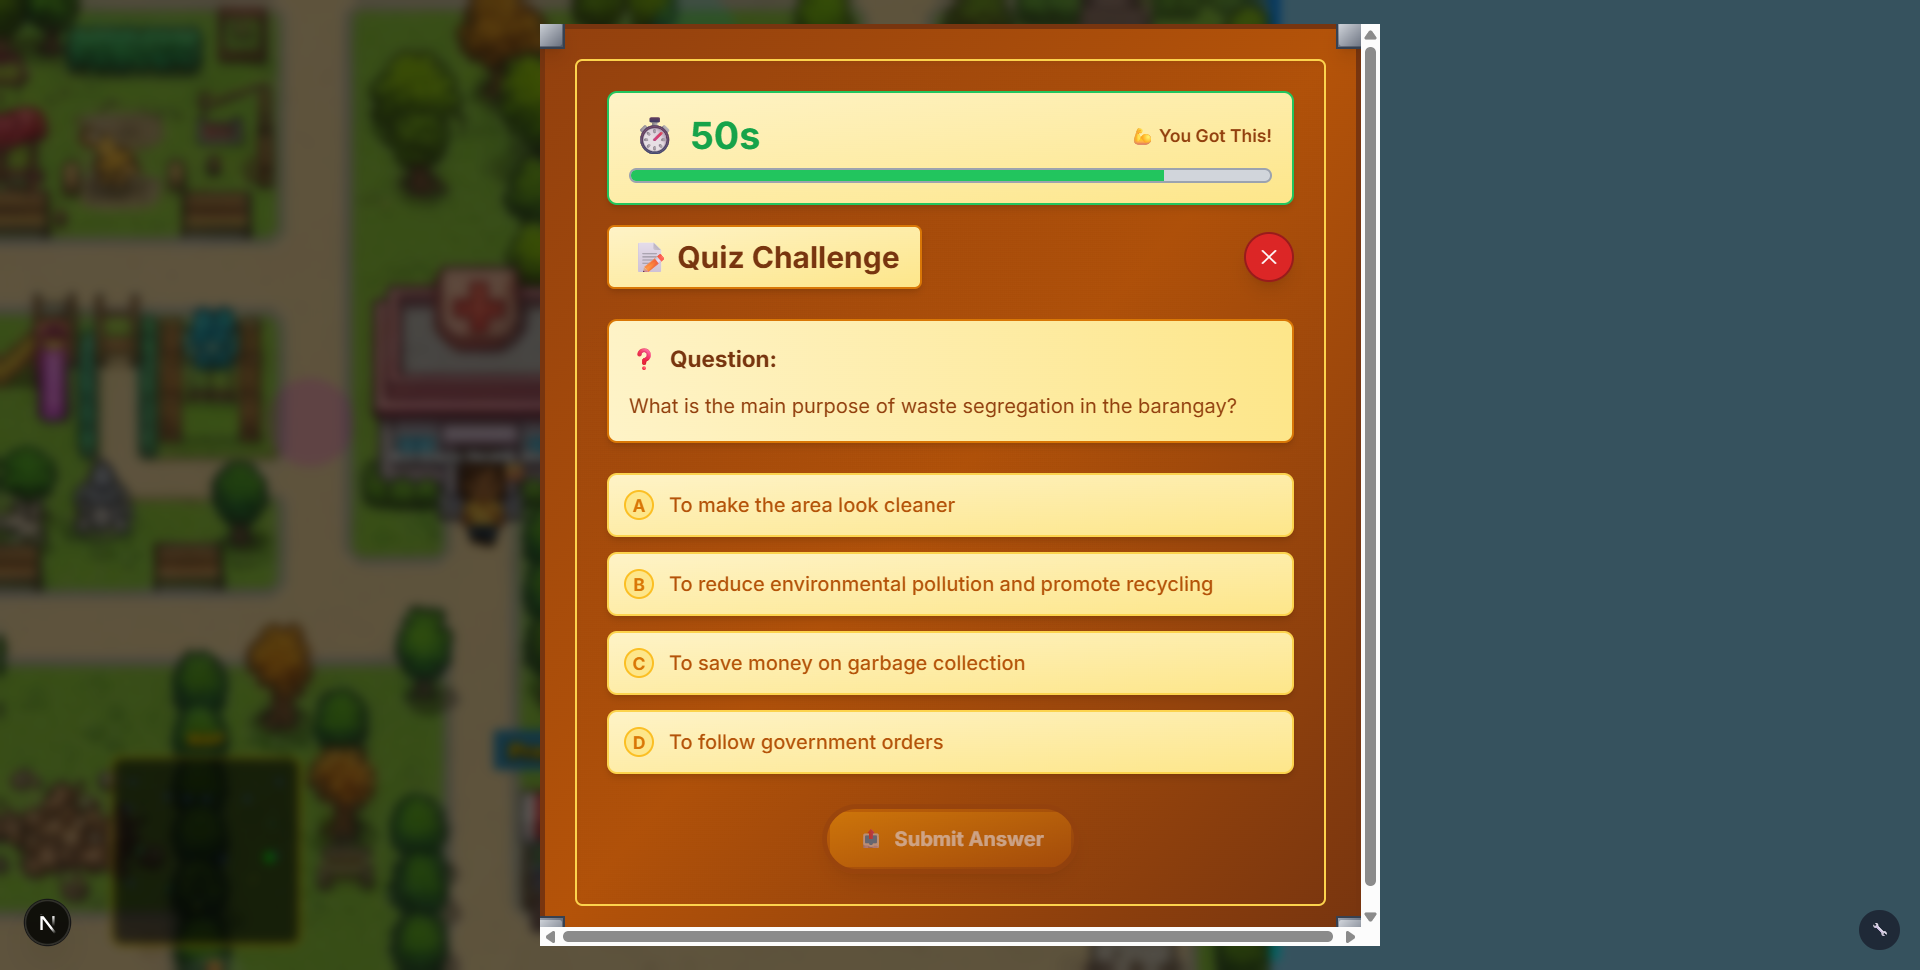 50s
You Got This!
Quiz Challenge
Question:
What is the main purpose of waste segregation in the barangay?
A To make the area look cleaner
B To reduce environmental pollution and promote recycling
C To save money on garbage collection
D To follow government orders
Submit Answer
N